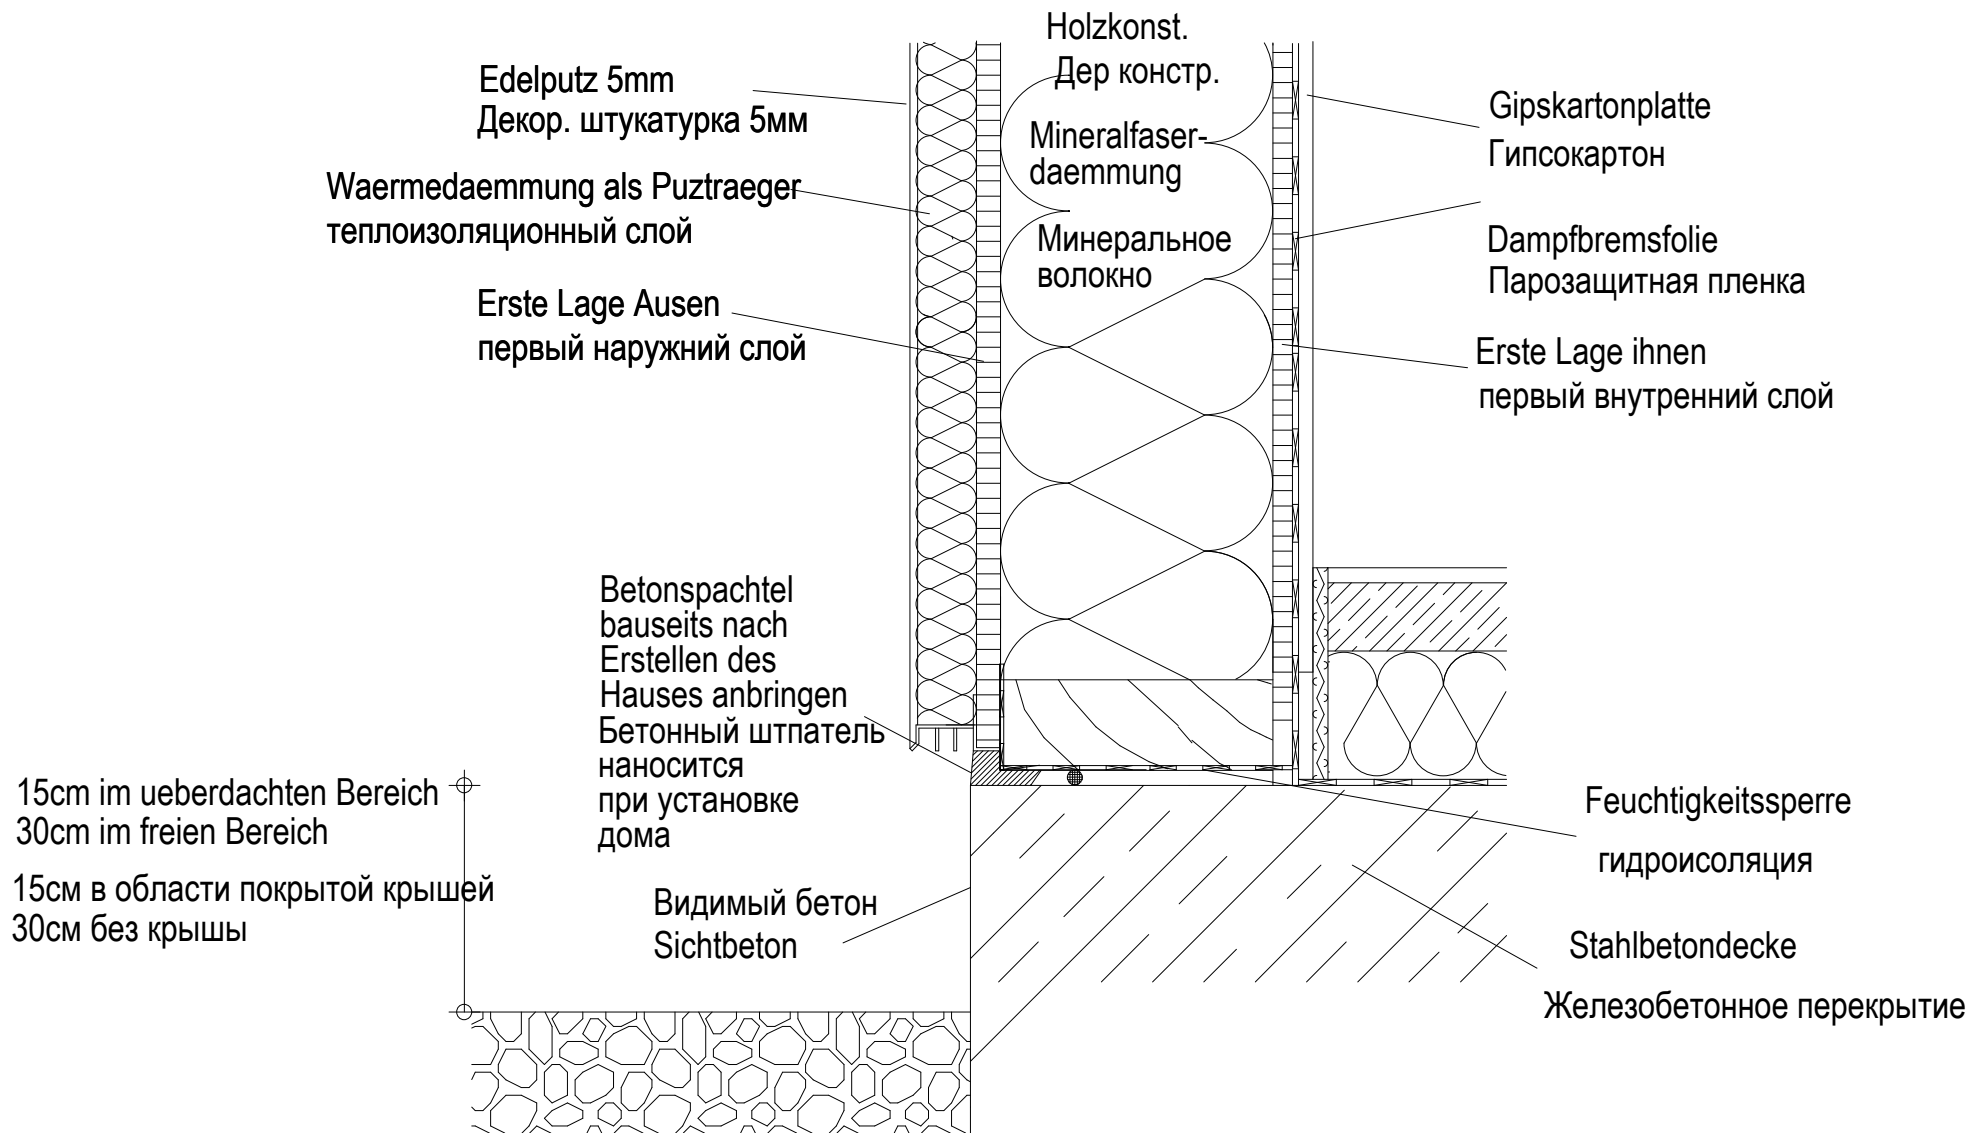 Holzkonst.
Дер констр.
Edelputz 5mm
Декор. штукатурка 5мм
Mineralfaser-
daemmung
Gipskartonplatte
Гипсокартон
Waermedaemmung als Puztraeger
теплоизоляционный слой
Минеральное
волокно
Dampfbremsfolie
Парозащитная пленка
Erste Lage Ausen
первый наружний слой
Erste Lage ihnen
первый внутренний слой
Betonspachtel
bauseits nach
Erstellen des
Hauses anbringen
Бетонный штпатель
наносится
при установке
дома
15cm im ueberdachten Bereich
30cm im freien Bereich
15см в области покрытой крышей
30см без крышы
Видимый бетон
Sichtbeton
Feuchtigkeitssperre
гидроисоляция
Stahlbetondecke
Железобетонное перекрытие